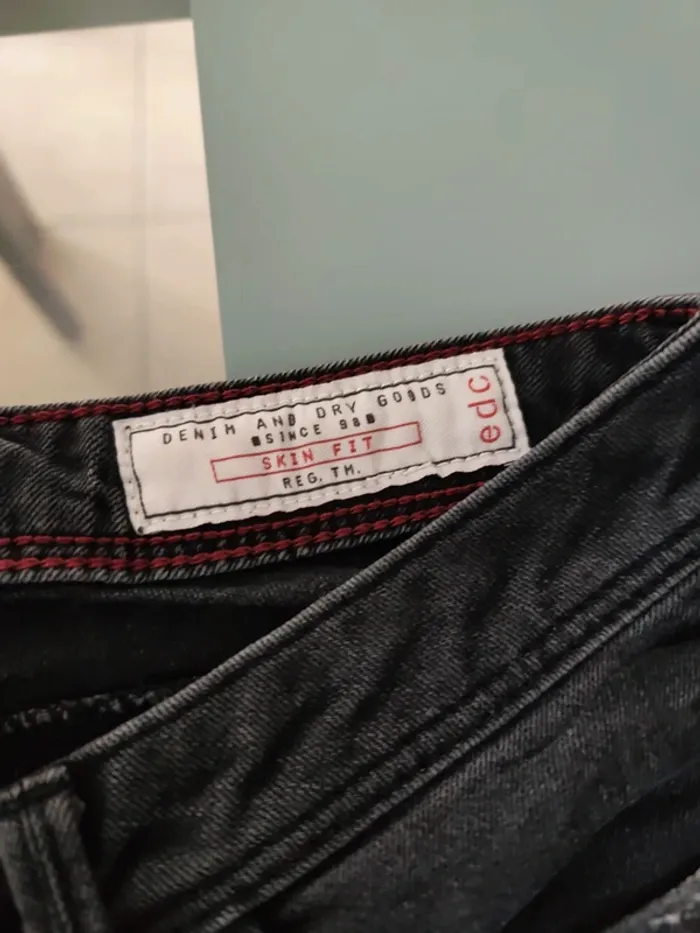 DENIM AND DRY GOODS
■SINCE 98■
SKIN FIT
REG. TM.
edc